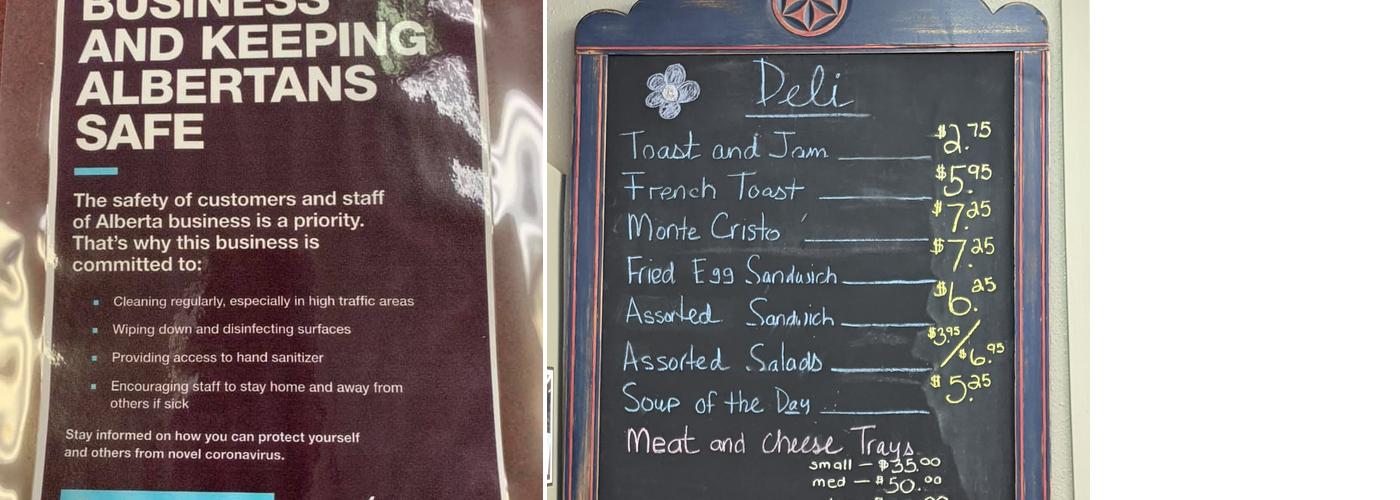 BUSINESS
AND KEEPING
ALBERTANS
SAFE
The safety of customers and staff
of Alberta business is a priority.
That's why this business is
committed to:
Cleaning regularly, especially in high traffic areas
Wiping down and disinfecting surfaces
Providing access to hand sanitizer
Encouraging staff to stay home and away from
others if sick
Stay informed on how you can protect yourself
and others from novel coronavirus.
Deli
Toast and Jam $2.75
French Toast $5.95
Monte Cristo $7.25
Fried Egg Sandwich $7.25
Assorted Sandwich $6.25
Assorted Salads $3.95/$6.95
Soup of the Day $5.25
Meat and Cheese Trays
small - $35.00
med - $50.00